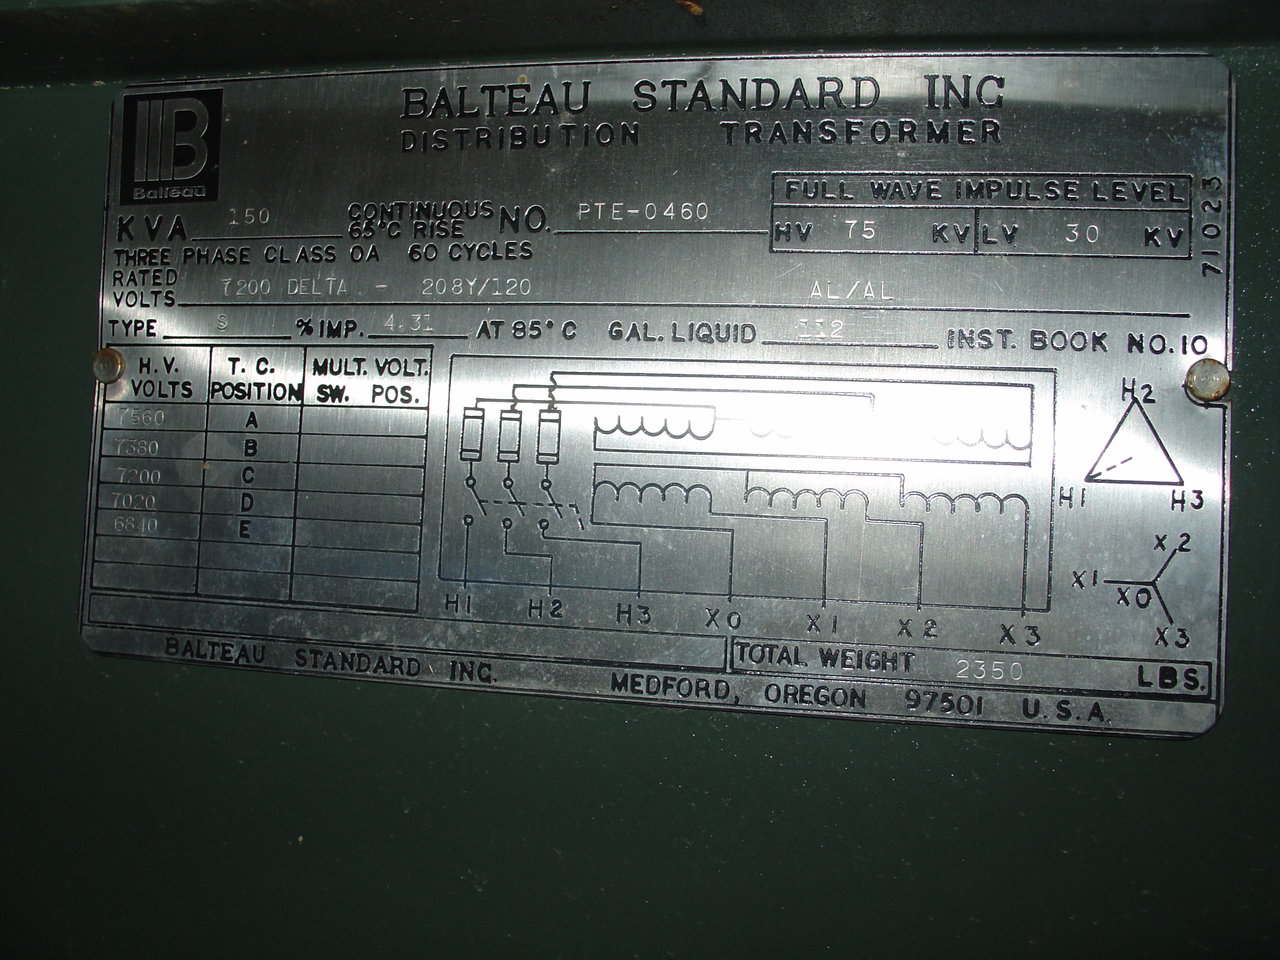 BALTEAU STANDARD INC
DISTRIBUTION TRANSFORMER
Balteau
FULL WAVE IMPULSE LEVEL
HV 75 KV LV 30 KV
71023
KVA 150 CONTINUOUS 65°C RISE NO. PTE-0460
THREE PHASE CLASS OA 60 CYCLES
RATED VOLTS 7200 DELTA - 208Y/120 AL/AL
TYPE S % IMP. 4.31 AT 85°C GAL. LIQUID 112 INST. BOOK NO. 10
H.V. VOLTS T.C. POSITION MULT. VOLT. SW. POS.
7560 A
7380 B
7200 C
7020 D
6840 E
H1 H2 H3 X0 X1 X2 X3
H2
H1 H3
X2
X1 X0
X3
TOTAL WEIGHT 2350 LBS.
BALTEAU STANDARD INC. MEDFORD, OREGON 97501 U.S.A.